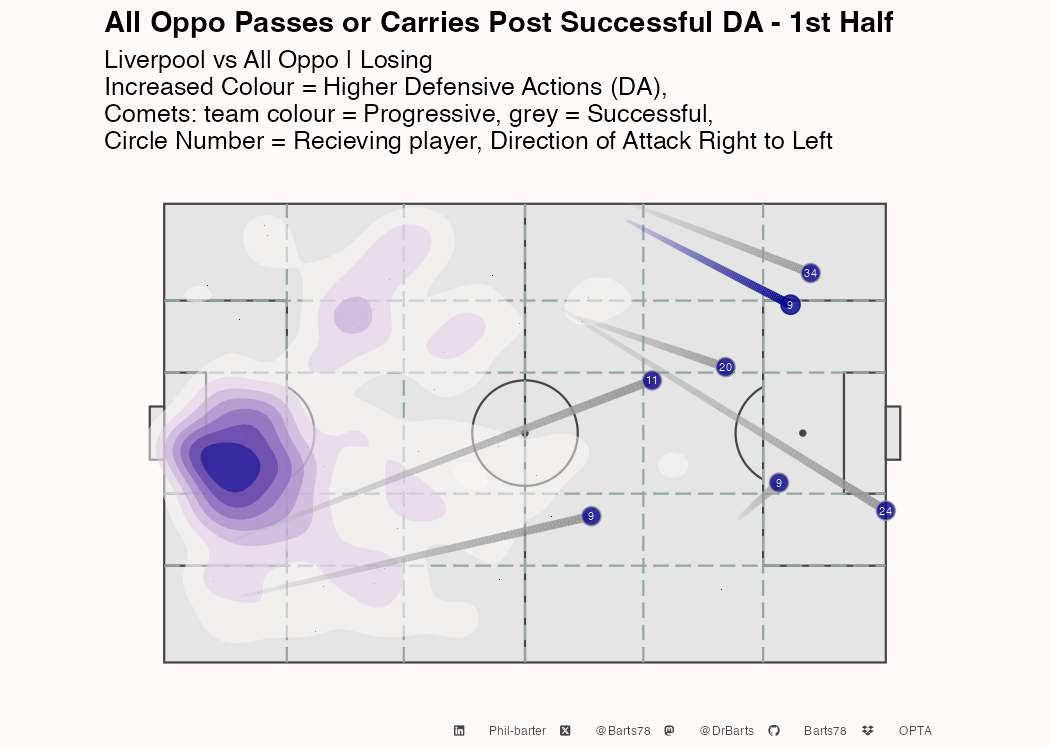 All Oppo Passes or Carries Post Successful DA - 1st Half
Liverpool vs All Oppo | Losing
Increased Colour = Higher Defensive Actions (DA),
Comets: team colour = Progressive, grey = Successful,
Circle Number = Recieving player, Direction of Attack Right to Left
34
9
20
11
9
24
9
Phil-barter @Barts78 @DrBarts Barts78 OPTA